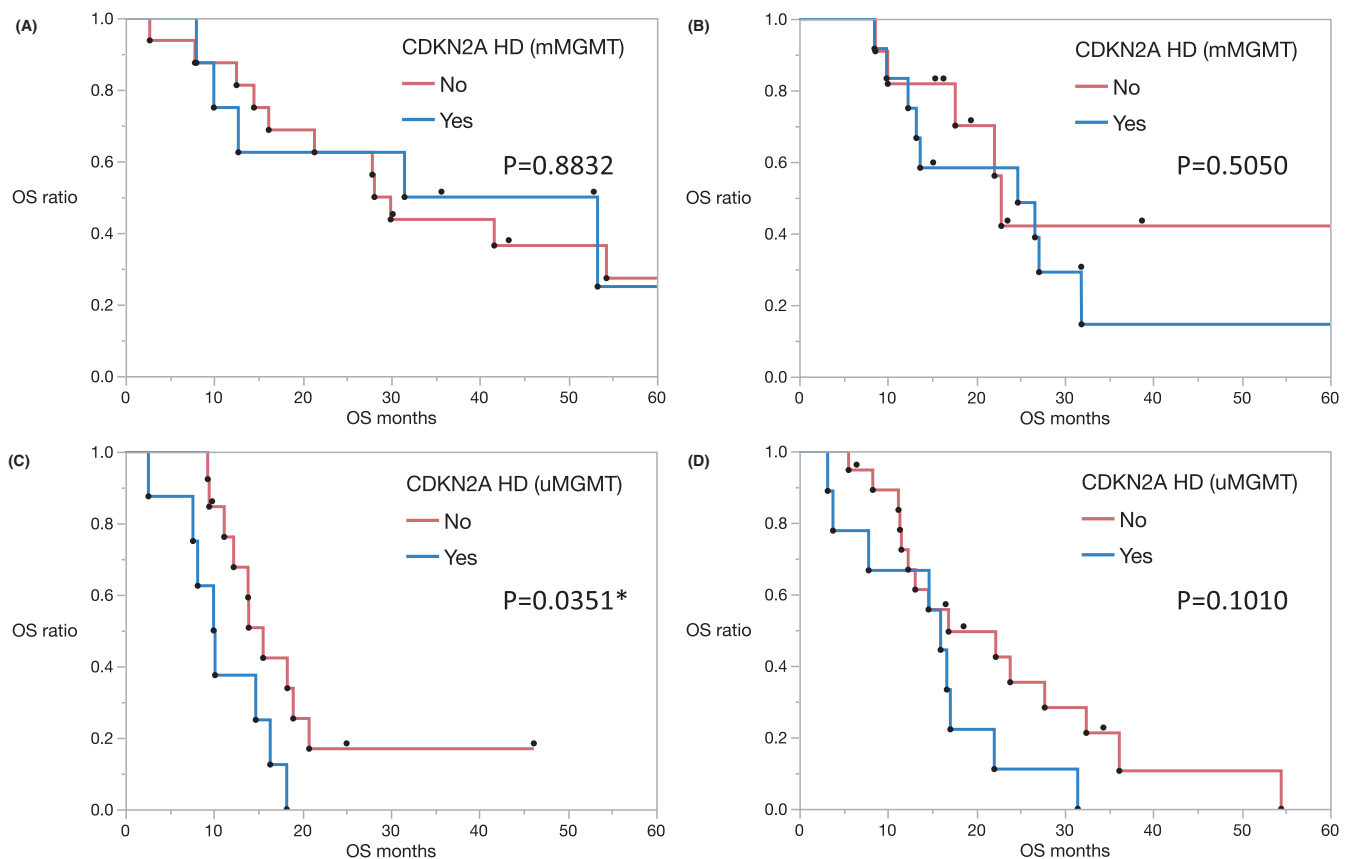 (A)
1.0
0.8
0.6
0.4
0.2
0.0
OS ratio
CDKN2A HD (mMGMT)
No
Yes
P=0.8832
0 10 20 30 40 50 60
OS months
(B)
1.0
0.8
0.6
0.4
0.2
0.0
OS ratio
CDKN2A HD (mMGMT)
No
Yes
P=0.5050
0 10 20 30 40 50 60
OS months
(C)
1.0
0.8
0.6
0.4
0.2
0.0
OS ratio
CDKN2A HD (uMGMT)
No
Yes
P=0.0351*
0 10 20 30 40 50 60
OS months
(D)
1.0
0.8
0.6
0.4
0.2
0.0
OS ratio
CDKN2A HD (uMGMT)
No
Yes
P=0.1010
0 10 20 30 40 50 60
OS months